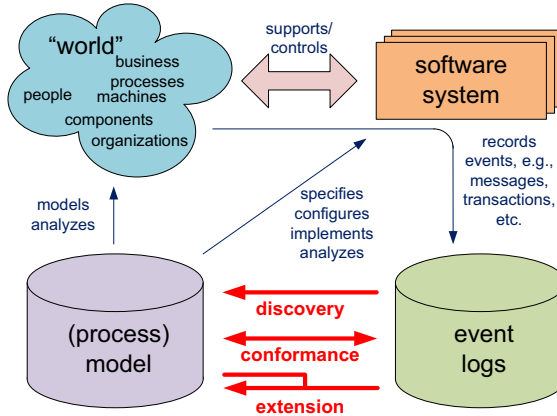 “world”
business
processes
people
machines
components
organizations
supports/
controls
software
system
records
events, e.g.,
messages,
transactions,
etc.
models
analyzes
specifies
configures
implements
analyzes
(process)
model
discovery
conformance
extension
event
logs